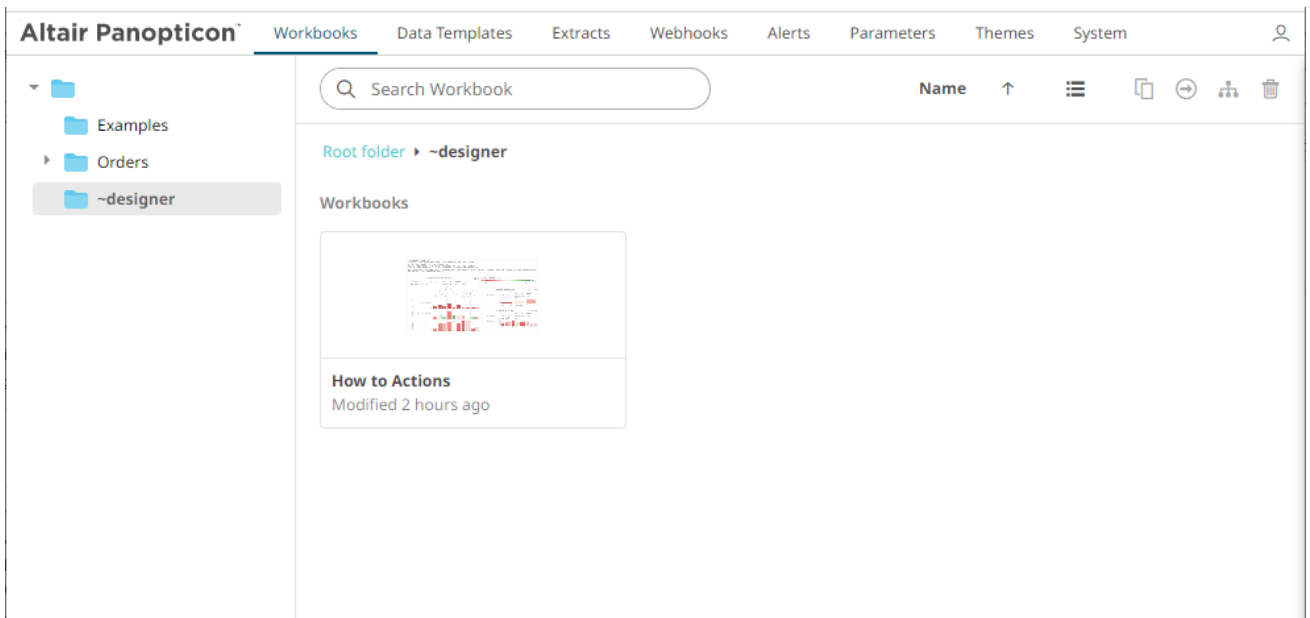 Altair Panopticon™ Workbooks Data Templates Extracts Webhooks Alerts Parameters Themes System
Search Workbook Name
Examples
Root folder ~designer
Orders
~designer
Workbooks
How to Actions
Modified 2 hours ago